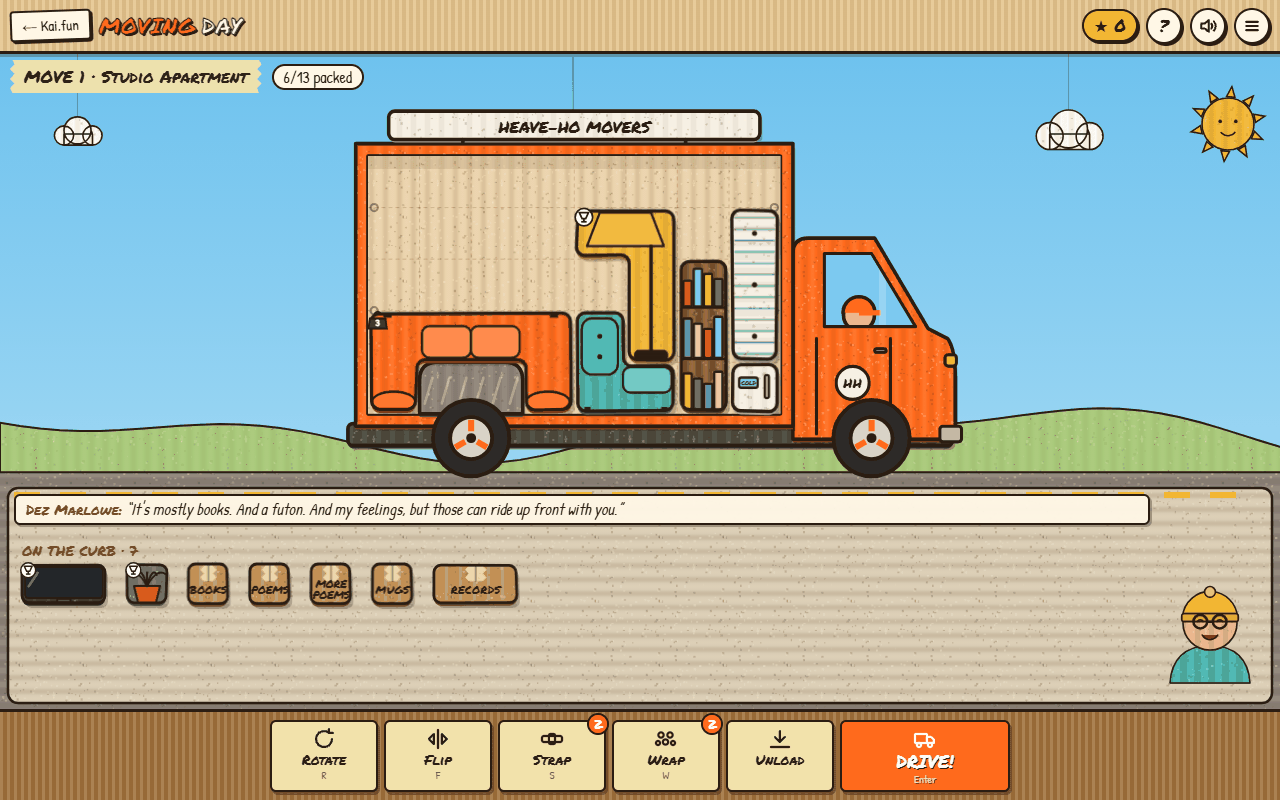 ← Kai.fun
MOVING DAY
★ 0
?
MOVE 1 · STUDIO APARTMENT
6/13 packed
HEAVE-HO MOVERS
3
COLD
HH
DEZ MARLOWE: "It's mostly books. And a futon. And my feelings, but those can ride up front with you."
ON THE CURB · 7
BOOKS
POEMS
MORE
POEMS
MUGS
RECORDS
ROTATE
R
FLIP
F
2
STRAP
S
2
WRAP
W
UNLOAD
DRIVE!
Enter